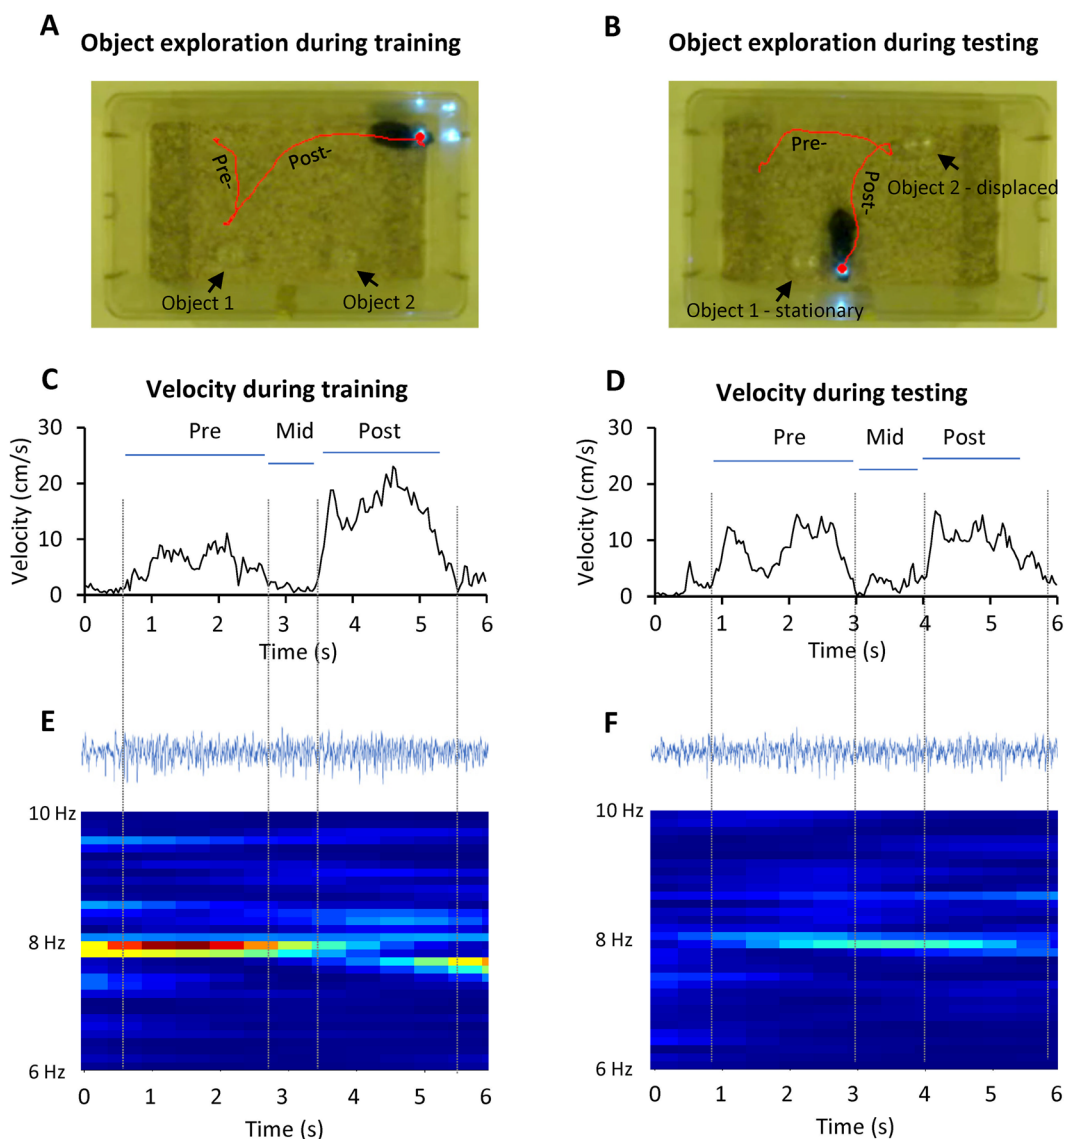 A
Object exploration during training
Pre-
Post-
Object 1
Object 2
B
Object exploration during testing
Pre-
Post-
Object 2 - displaced
Object 1 - stationary
C
Velocity during training
Pre Mid Post
Velocity (cm/s)
30
20
10
0
0 1 2 3 4 5 6
Time (s)
D
Velocity during testing
Pre Mid Post
Velocity (cm/s)
30
20
10
0
0 1 2 3 4 5 6
Time (s)
E
10 Hz
8 Hz
6 Hz
0 1 2 3 4 5 6
Time (s)
F
10 Hz
8 Hz
6 Hz
0 1 2 3 4 5 6
Time (s)